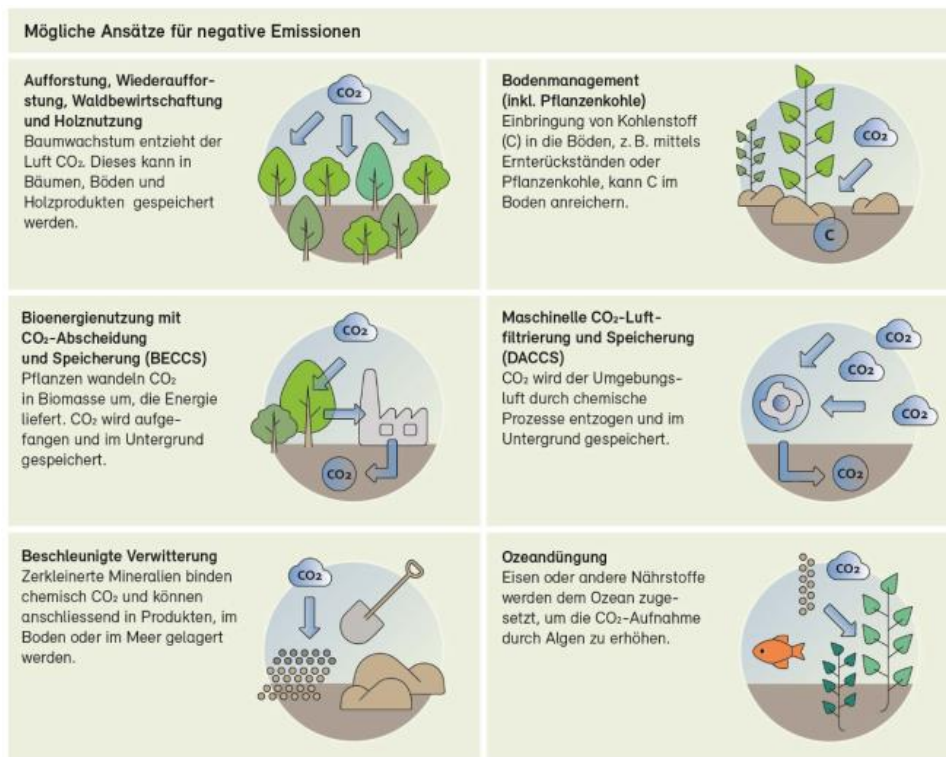 Mögliche Ansätze für negative Emissionen
Aufforstung, Wiederauffor-
stung, Waldbewirtschaftung
und Holznutzung
Baumwachstum entzieht der
Luft CO₂. Dieses kann in
Bäumen, Böden und
Holzprodukten gespeichert
werden.
CO₂
Bodenmanagement
(inkl. Pflanzenkohle)
Einbringung von Kohlenstoff
(C) in die Böden, z. B. mittels
Ernterückständen oder
Pflanzenkohle, kann C im
Boden anreichern.
CO₂
C
Bioenergienutzung mit
CO₂-Abscheidung
und Speicherung (BECCS)
Pflanzen wandeln CO₂
in Biomasse um, die Energie
liefert. CO₂ wird aufge-
fangen und im Untergrund
gespeichert.
CO₂
CO₂
Maschinelle CO₂-Luft-
filtrierung und Speicherung
(DACCS)
CO₂ wird der Umgebungs-
luft durch chemische
Prozesse entzogen und im
Untergrund gespeichert.
CO₂
CO₂
CO₂
CO₂
Beschleunigte Verwitterung
Zerkleinerte Mineralien binden
chemisch CO₂ und können
anschliessend in Produkten, im
Boden oder im Meer gelagert
werden.
CO₂
Ozeandüngung
Eisen oder andere Nährstoffe
werden dem Ozean zuge-
setzt, um die CO₂-Aufnahme
durch Algen zu erhöhen.
CO₂